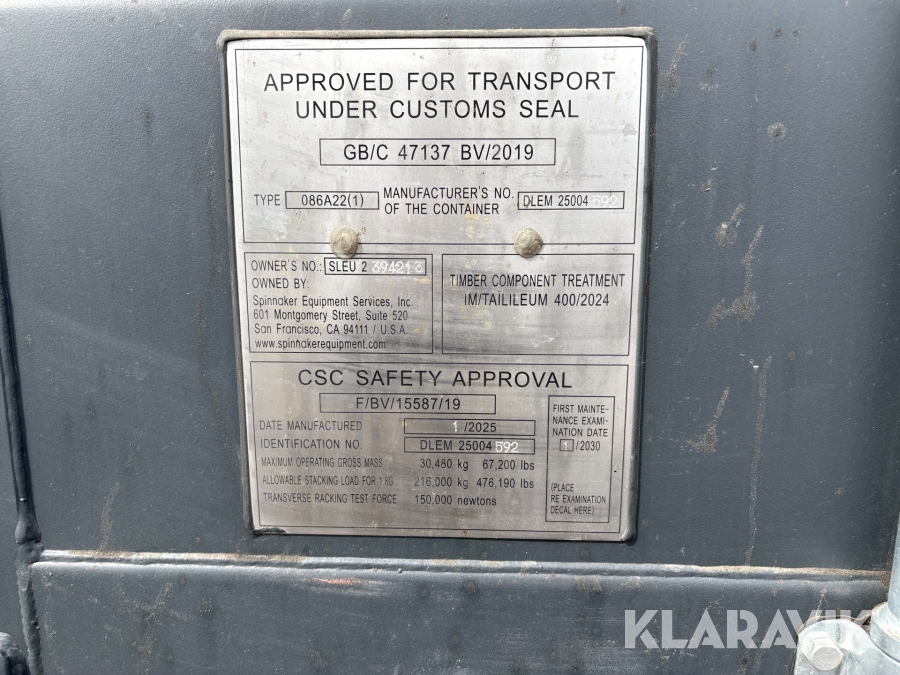 APPROVED FOR TRANSPORT
UNDER CUSTOMS SEAL
GB/C 47137 BV/2019
TYPE 086A22(1) MANUFACTURER'S NO. OF THE CONTAINER DLEM 25004 592
OWNER'S NO.: SLEU 2 394213
OWNED BY:
Spinnaker Equipment Services, Inc.
601 Montgomery Street, Suite 520
San Francisco, CA 94111 / U.S.A.
www.spinnakerequipment.com
TIMBER COMPONENT TREATMENT
IM/TAILILEUM 400/2024
CSC SAFETY APPROVAL
F/BV/15587/19
DATE MANUFACTURED 1 /2025
IDENTIFICATION NO. DLEM 25004 592
MAXIMUM OPERATING GROSS MASS 30,480 kg 67,200 lbs
ALLOWABLE STACKING LOAD FOR 1.8G 216,000 kg 476,190 lbs
TRANSVERSE RACKING TEST FORCE 150,000 newtons
FIRST MAINTE-
NANCE EXAMI-
NATION DATE
1 /2030
(PLACE
RE EXAMINATION
DECAL HERE)
KLARAVIK